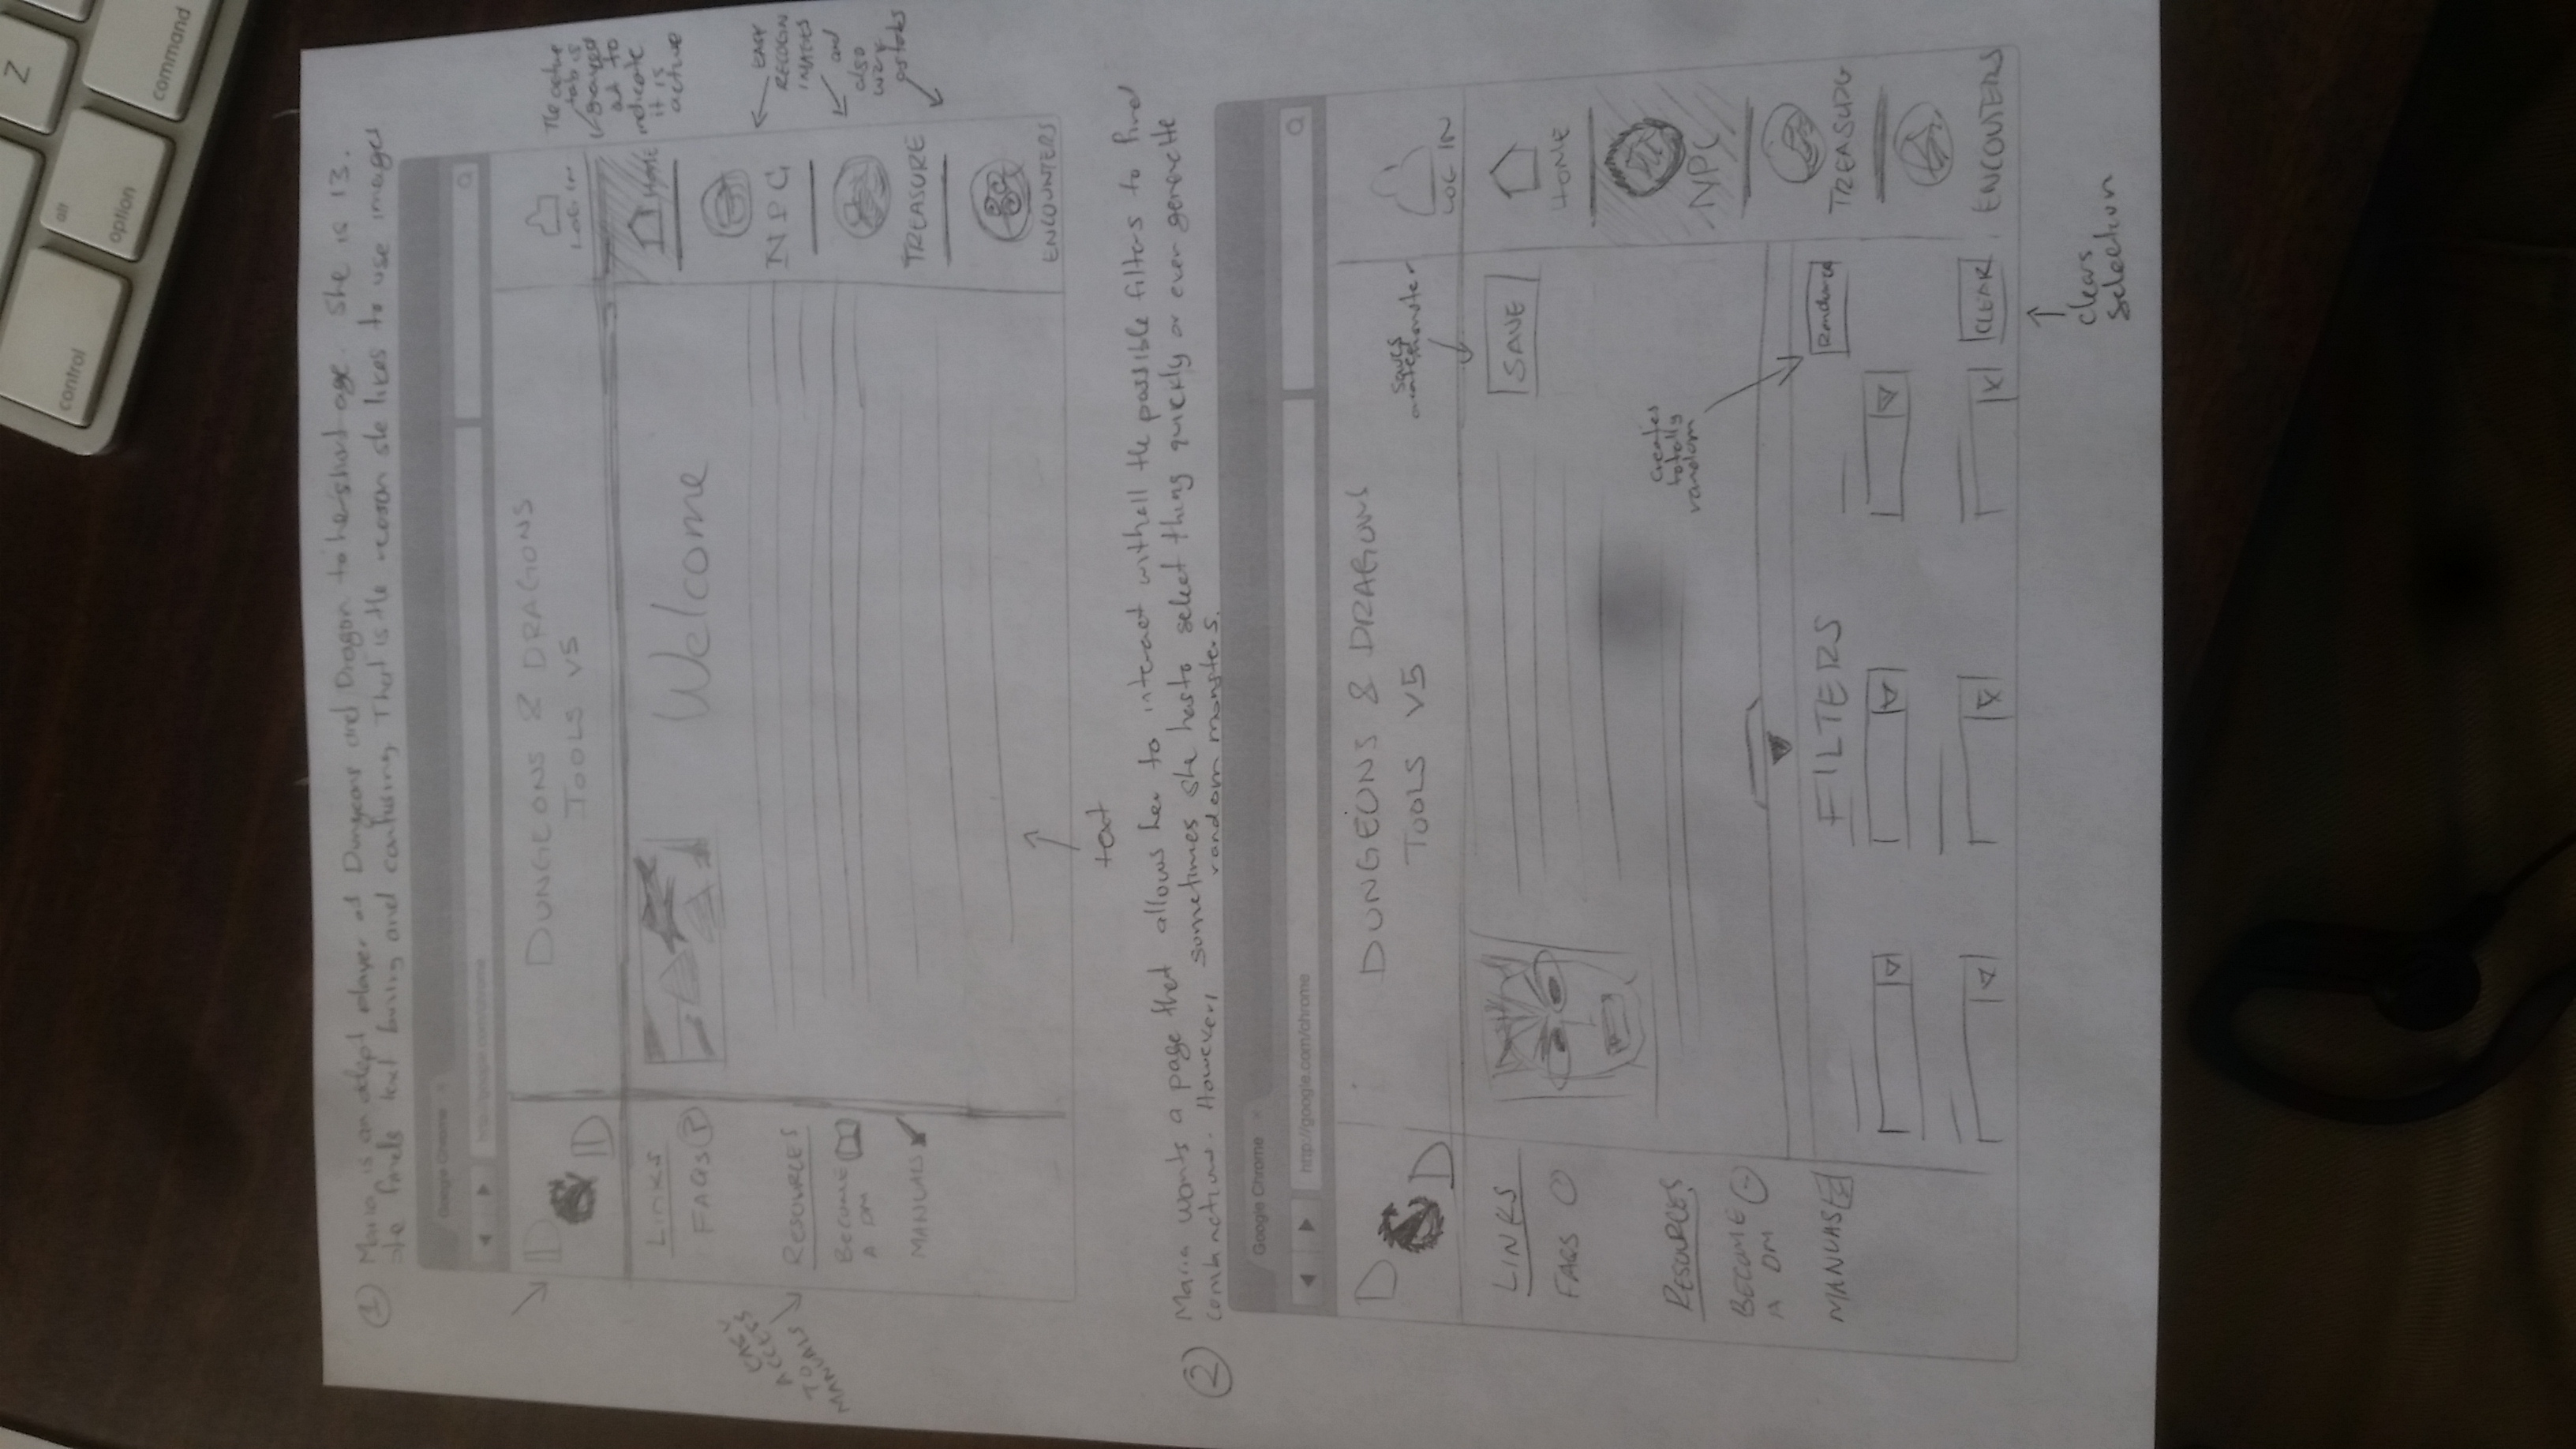 Z
control
alt
option
command
① Maria is an adept player of Dungeons and Dragon to her short age. She is 13.
She finds text boring and confusing. That is the reason she likes to use images
Google Chrome ×
http://google.com/chrome
D
D
DUNGEONS & DRAGONS
TOOLS V5
LOG IN
The active
tab is
grayed
out to
indicate
it is
active
HOME
LINKS
FAQS ?
Welcome
EASY
ACCESS
TO
MANUALS
RESOURCES
BECOME
A DM
MANUALS
NPC
EASY
RECOGN
IMAGES
and
also
work
as tabs
TREASURE
ENCOUNTERS
text
② Maria wants a page that allows her to interact with all the possible filters to find
combinations. However, sometimes she has to select thing quickly or even generate
random monsters.
Google Chrome ×
http://google.com/chrome
D
D
DUNGEONS & DRAGONS
TOOLS V5
saves
monster
LOG IN
LINKS
FAQS
SAVE
HOME
RESOURCES
BECOME
A DM
MANUAS
creates
totally
random
NPC
FILTERS
TREASURE
CLEAR
ENCOUTERS
clears
selection